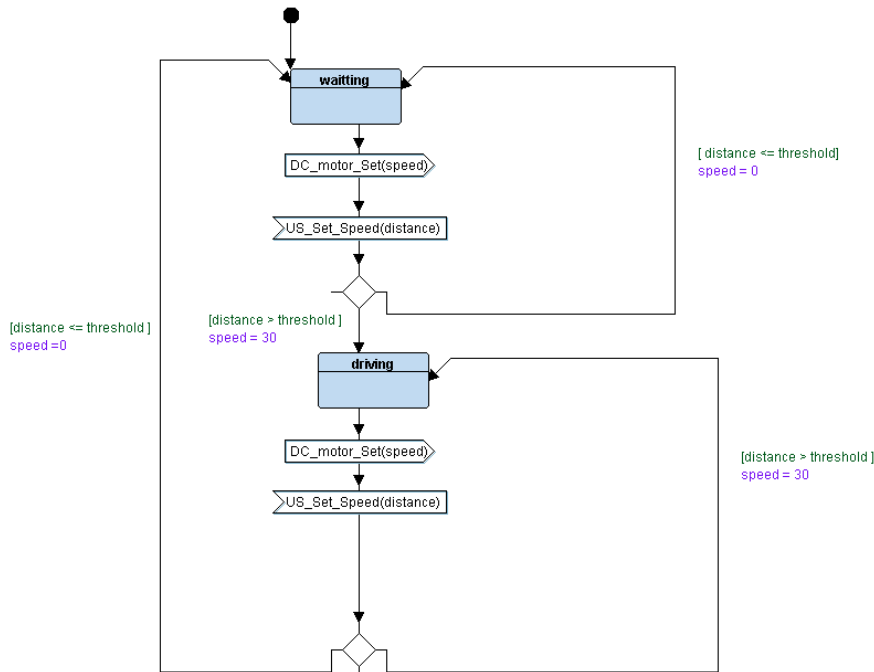 waitting
DC_motor_Set(speed)
[ distance <= threshold]
speed = 0
US_Set_Speed(distance)
[distance <= threshold ]
speed =0
[distance > threshold ]
speed = 30
driving
DC_motor_Set(speed)
[distance > threshold ]
speed = 30
US_Set_Speed(distance)